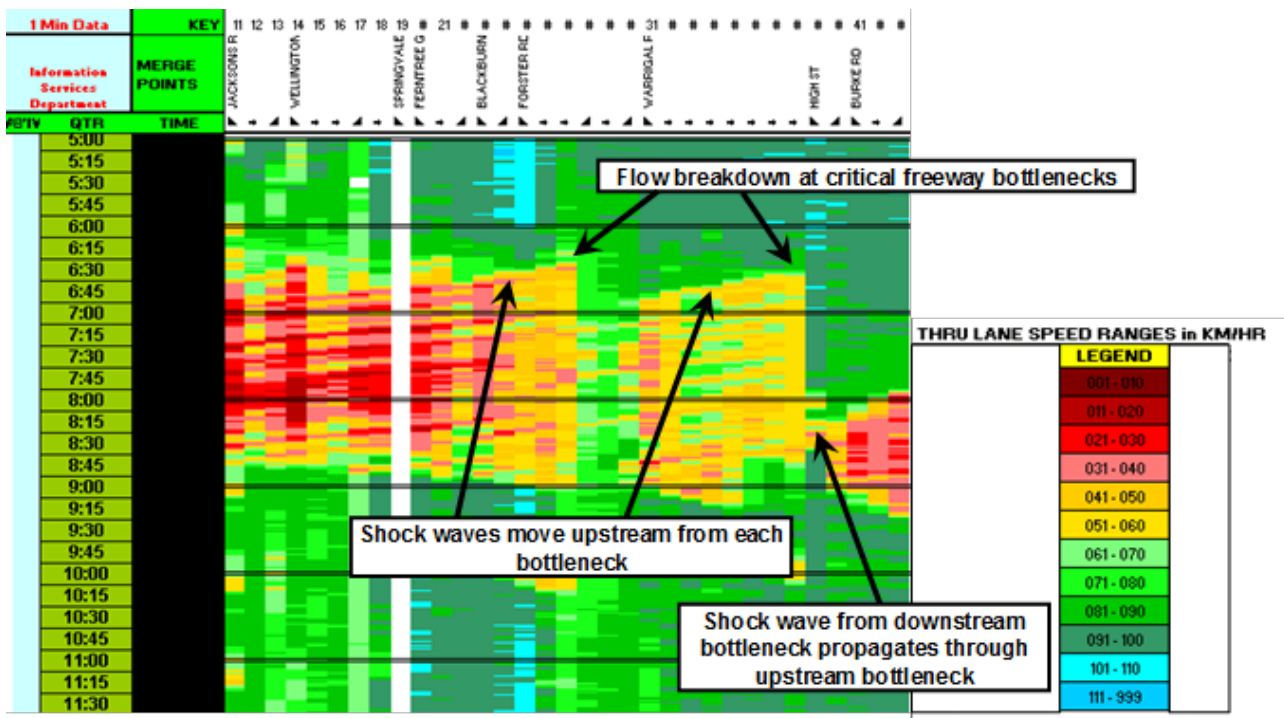 1 Min Data KEY 11 12 13 14 15 16 17 18 19 # 21 # # # # # # # # # 31 # # # # # # # # # 41 # #
Information
Services
Department
MERGE
POINTS
JACKSONS R
WELLINGTON
SPRINGVALE
FERNTREE G
BLACKBURN
FORSTER RD
WARRIGAL F
HIGH ST
BURKE RD
QTR TIME
5:00
5:15
5:30
5:45
6:00
6:15
6:30
6:45
7:00
7:15
7:30
7:45
8:00
8:15
8:30
8:45
9:00
9:15
9:30
9:45
10:00
10:15
10:30
10:45
11:00
11:15
11:30
Flow breakdown at critical freeway bottlenecks
Shock waves move upstream from each
bottleneck
Shock wave from downstream
bottleneck propagates through
upstream bottleneck
THRU LANE SPEED RANGES in KM/HR
LEGEND
001 - 010
011 - 020
021 - 030
031 - 040
041 - 050
051 - 060
061 - 070
071 - 080
081 - 090
091 - 100
101 - 110
111 - 999